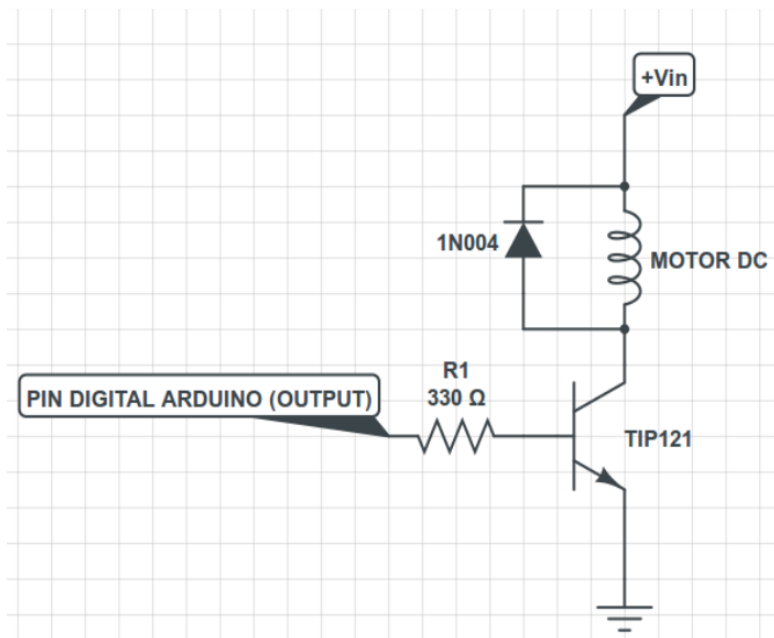 +Vin
1N004
MOTOR DC
R1
330 Ω
PIN DIGITAL ARDUINO (OUTPUT)
TIP121